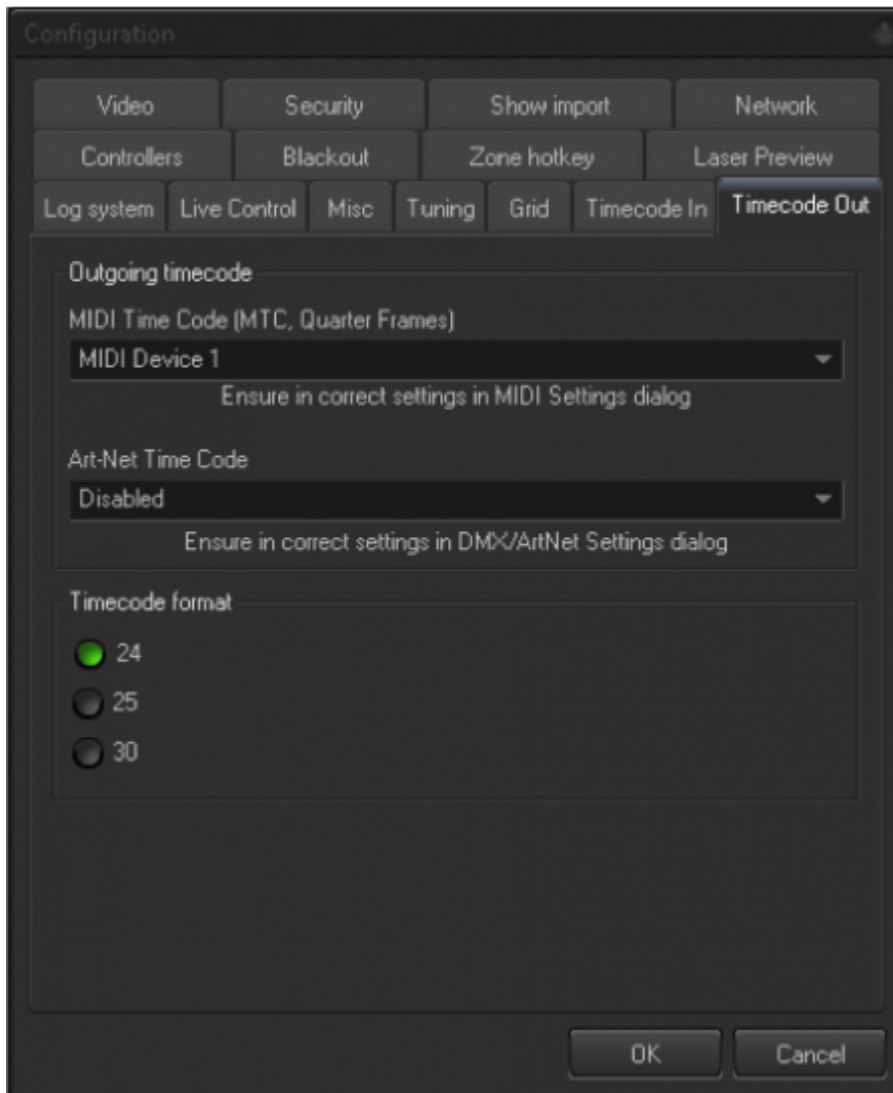 Configuration
Video Security Show import Network
Controllers Blackout Zone hotkey Laser Preview
Log system Live Control Misc Tuning Grid Timecode In Timecode Out
Outgoing timecode
MIDI Time Code (MTC, Quarter Frames)
MIDI Device 1
Ensure in correct settings in MIDI Settings dialog
Art-Net Time Code
Disabled
Ensure in correct settings in DMX/ArtNet Settings dialog
Timecode format
24
25
30
OK Cancel